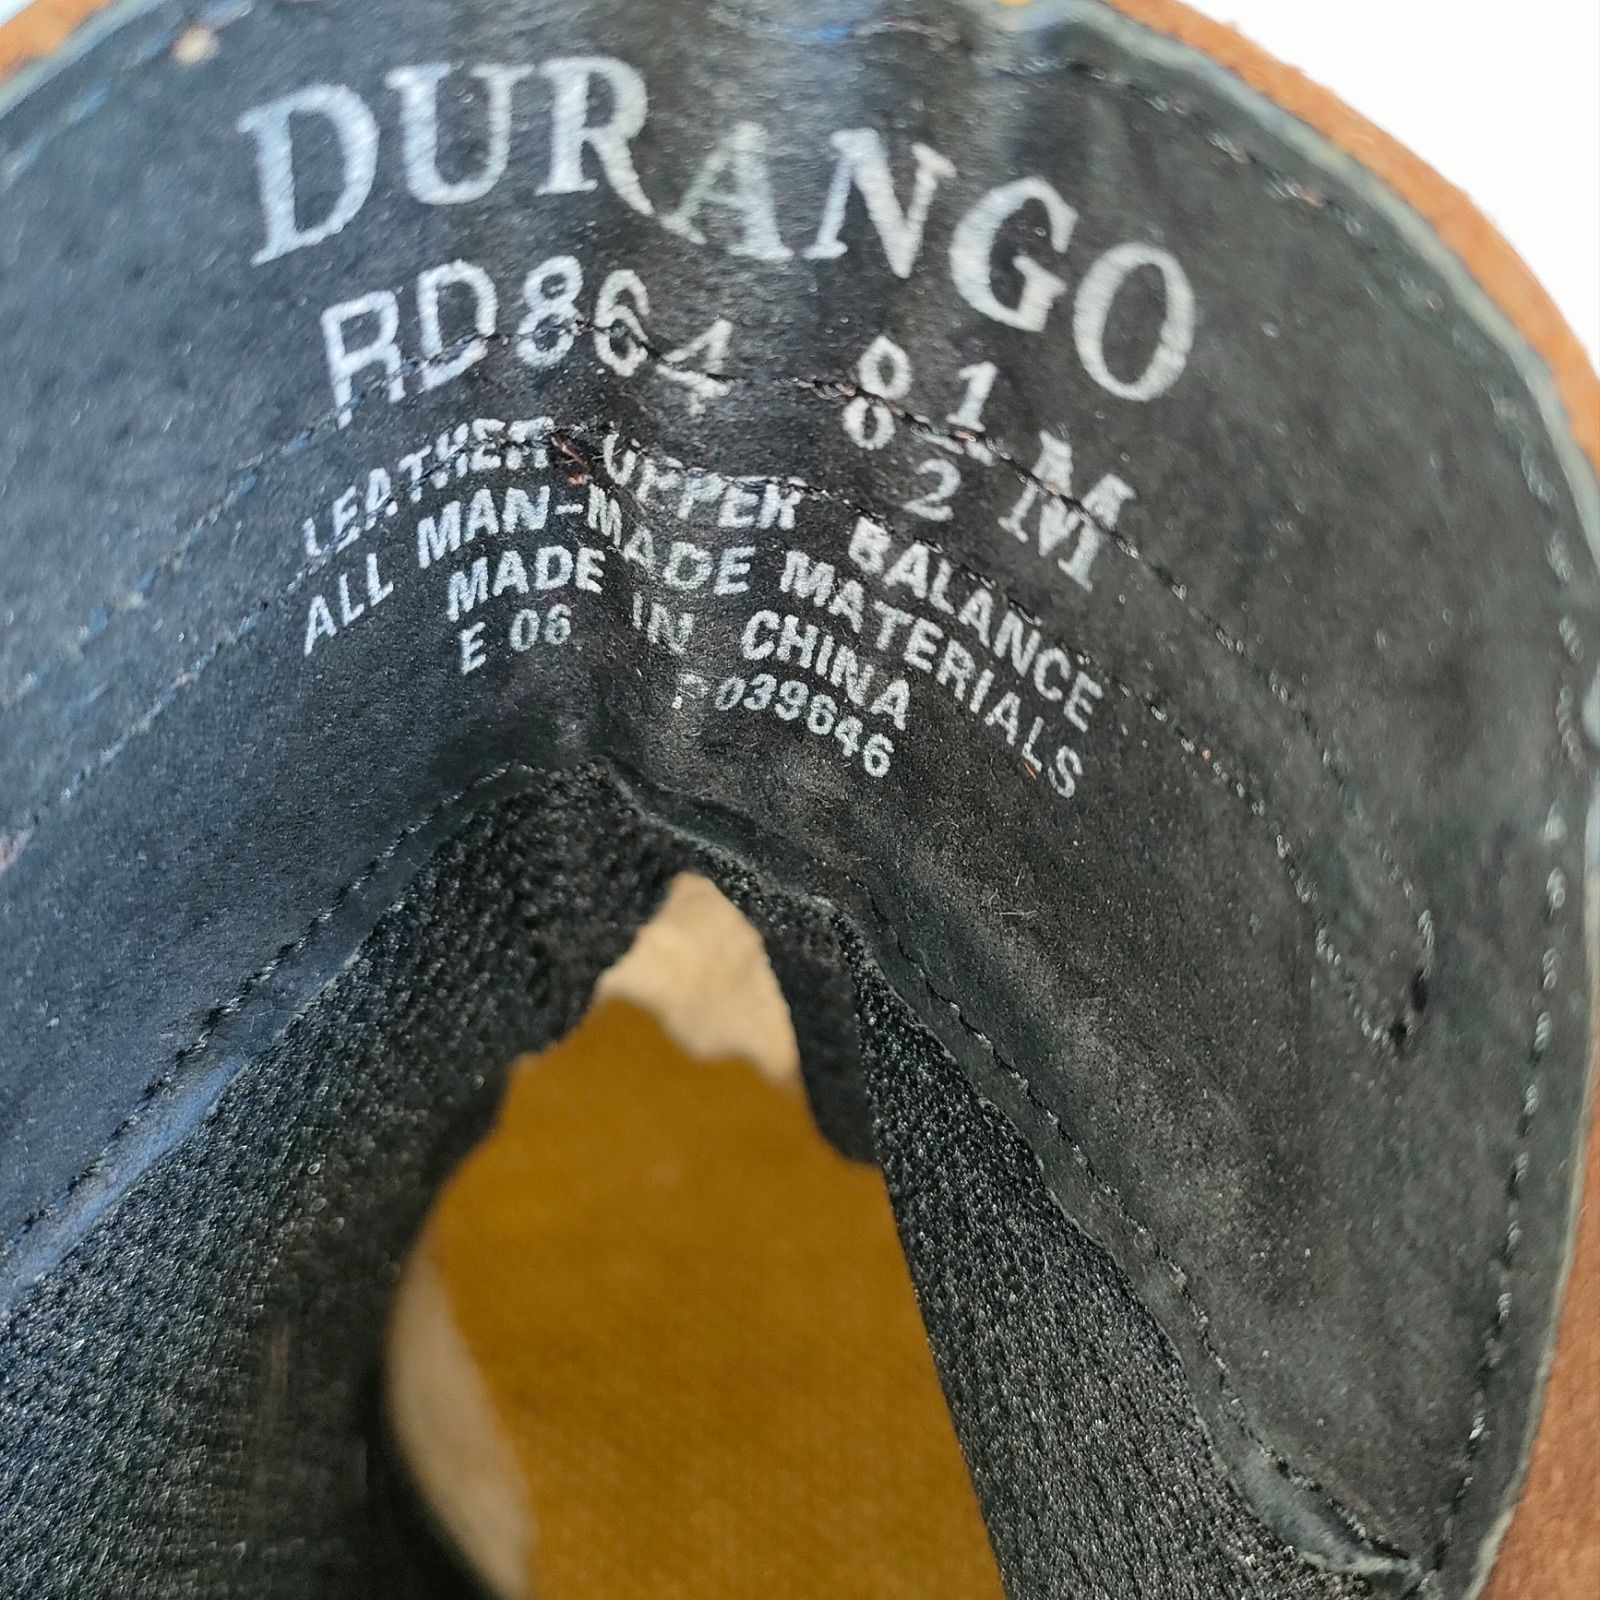 DURANGO
RD864 8 1/2 M
LEATHER UPPER BALANCE
ALL MAN-MADE MATERIALS
MADE IN CHINA
E 06 039646